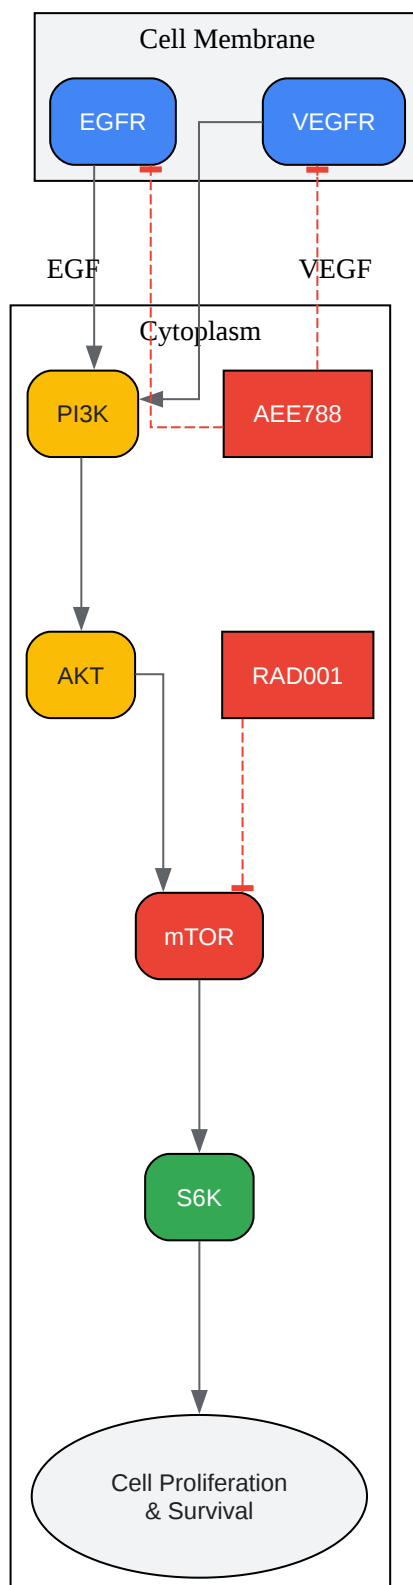 Cell Membrane
EGFR
VEGFR
EGF
VEGF
Cytoplasm
PI3K
AEE788
AKT
RAD001
mTOR
S6K
Cell Proliferation
& Survival